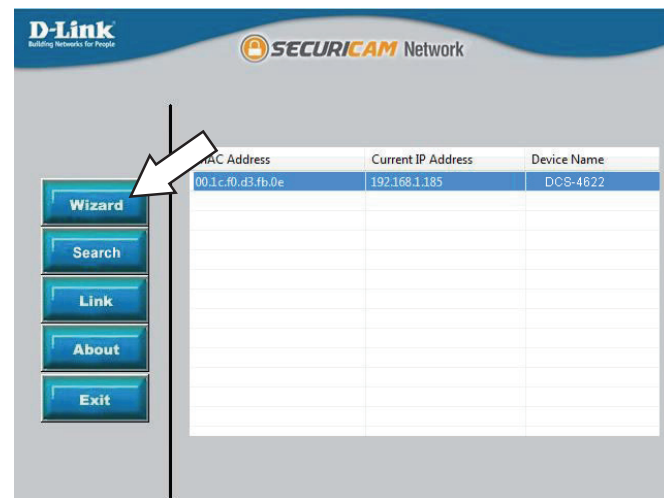 D-Link
Building Networks for People
SECURICAM Network
MAC Address Current IP Address Device Name
00.1c.f0.d3.fb.0e 192.168.1.185 DCS-4622
Wizard
Search
Link
About
Exit